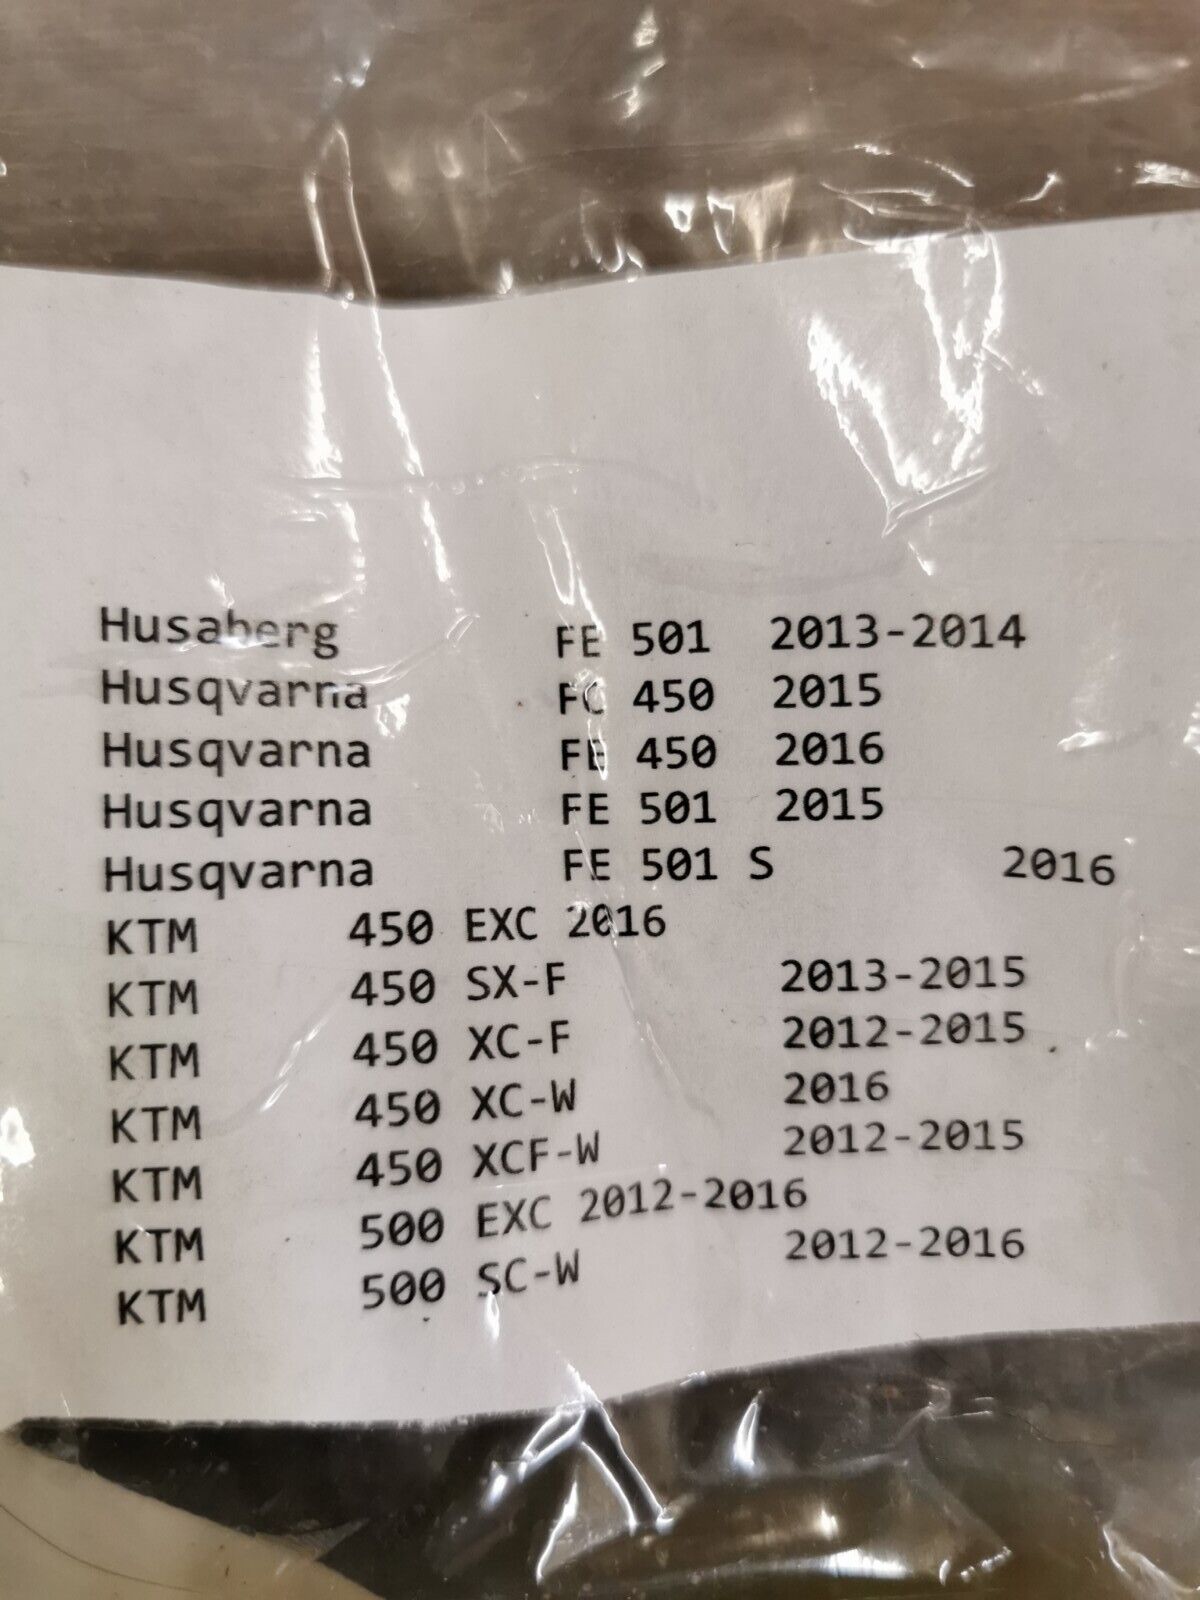 Husaberg FE 501 2013-2014
Husqvarna FC 450 2015
Husqvarna FE 450 2016
Husqvarna FE 501 2015
Husqvarna FE 501 S 2016
KTM 450 EXC 2016
KTM 450 SX-F 2013-2015
KTM 450 XC-F 2012-2015
KTM 450 XC-W 2016
KTM 450 XCF-W 2012-2015
KTM 500 EXC 2012-2016
KTM 500 SC-W 2012-2016